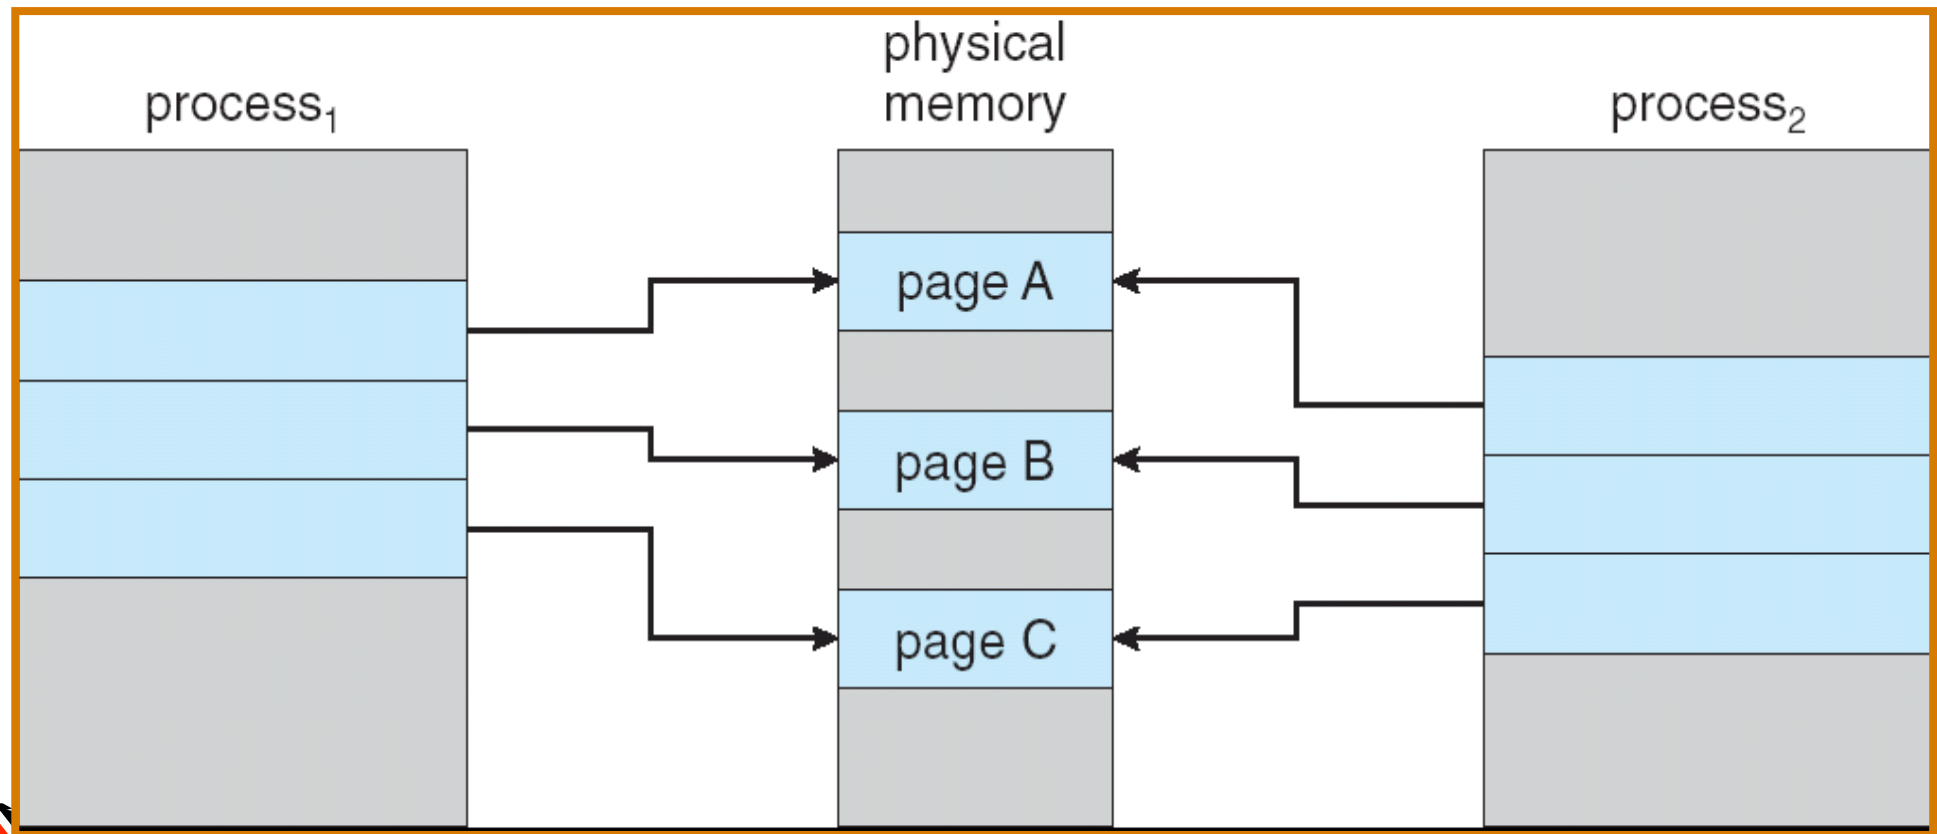 physical
memory
process₁
process₂
page A
page B
page C